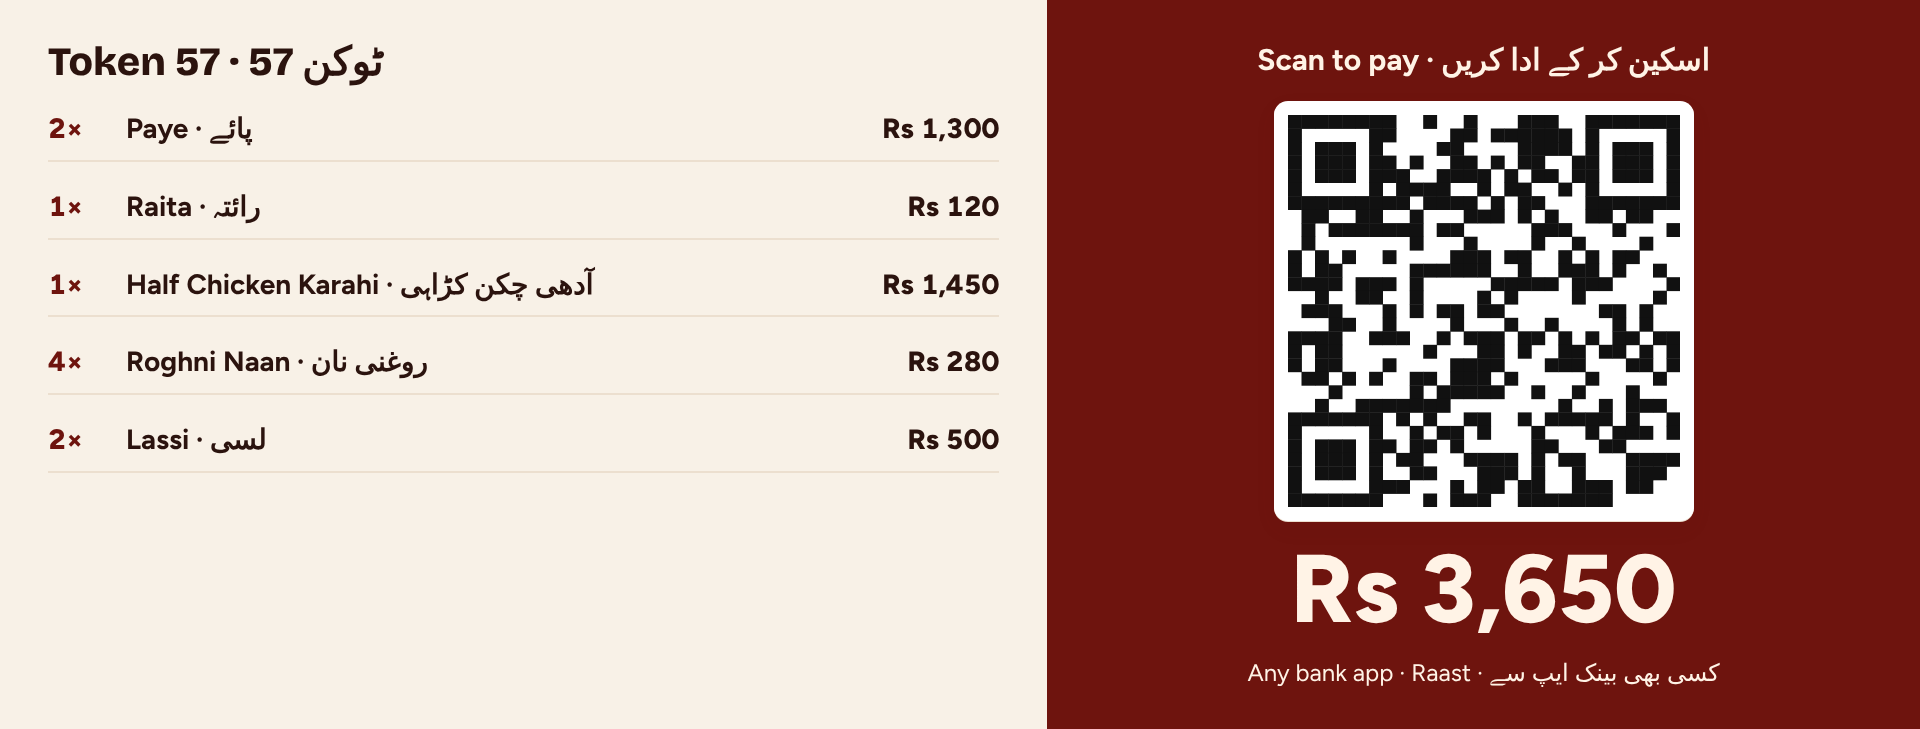 Token 57 · 57 ٹوکن
2× Paye · پائے Rs 1,300
1× Raita · رائتہ Rs 120
1× Half Chicken Karahi · آدھی چکن کڑاہی Rs 1,450
4× Roghni Naan · روغنی نان Rs 280
2× Lassi · لسی Rs 500
Scan to pay · اسکین کر کے ادا کریں
Rs 3,650
Any bank app · Raast · کسی بھی بینک ایپ سے